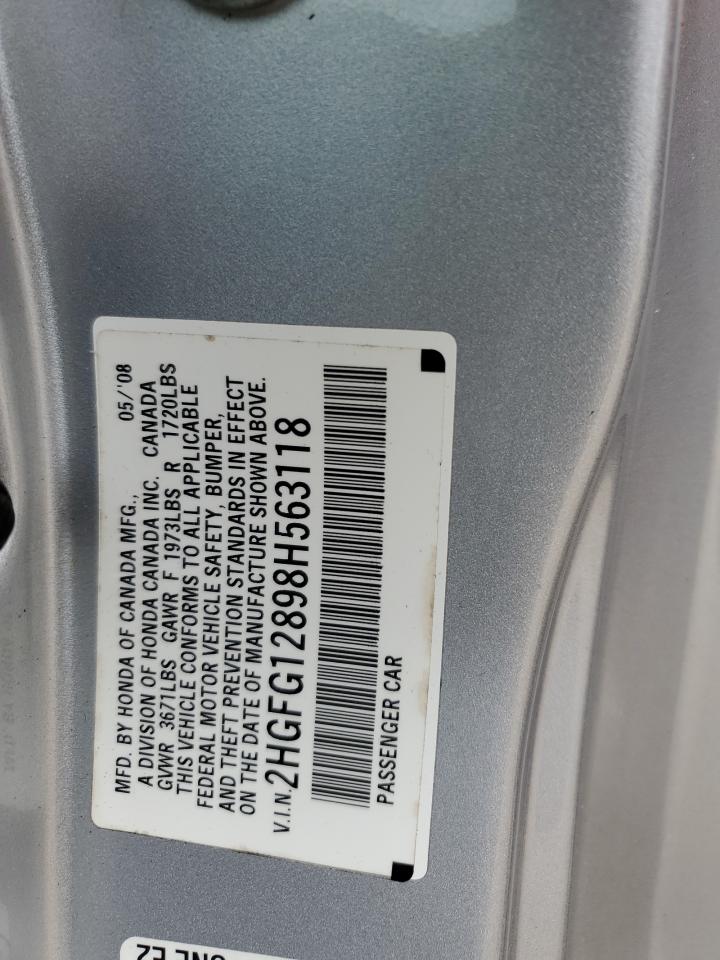 MFD. BY HONDA OF CANADA MFG., 05/'08
A DIVISION OF HONDA CANADA INC. CANADA
GVWR 3671LBS GAWR F 1973LBS R 1720LBS
THIS VEHICLE CONFORMS TO ALL APPLICABLE
FEDERAL MOTOR VEHICLE SAFETY, BUMPER,
AND THEFT PREVENTION STANDARDS IN EFFECT
ON THE DATE OF MANUFACTURE SHOWN ABOVE.
V.I.N. 2HGFG12898H563118
PASSENGER CAR